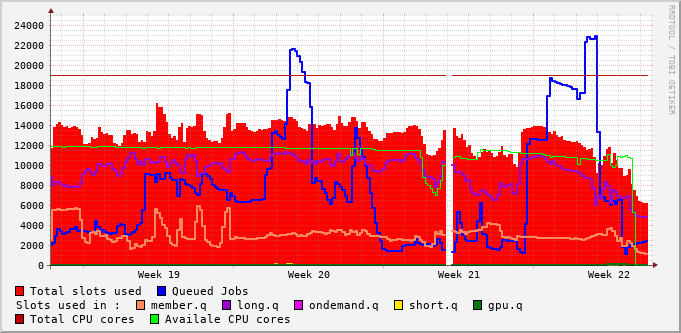 24000
22000
20000
18000
16000
14000
12000
10000
8000
6000
4000
2000
0
Week 19 Week 20 Week 21 Week 22
Total slots used Queued Jobs
Slots used in : member.q long.q ondemand.q short.q gpu.q
Total CPU cores Availale CPU cores
RRDTOOL / TOBI OETIKER